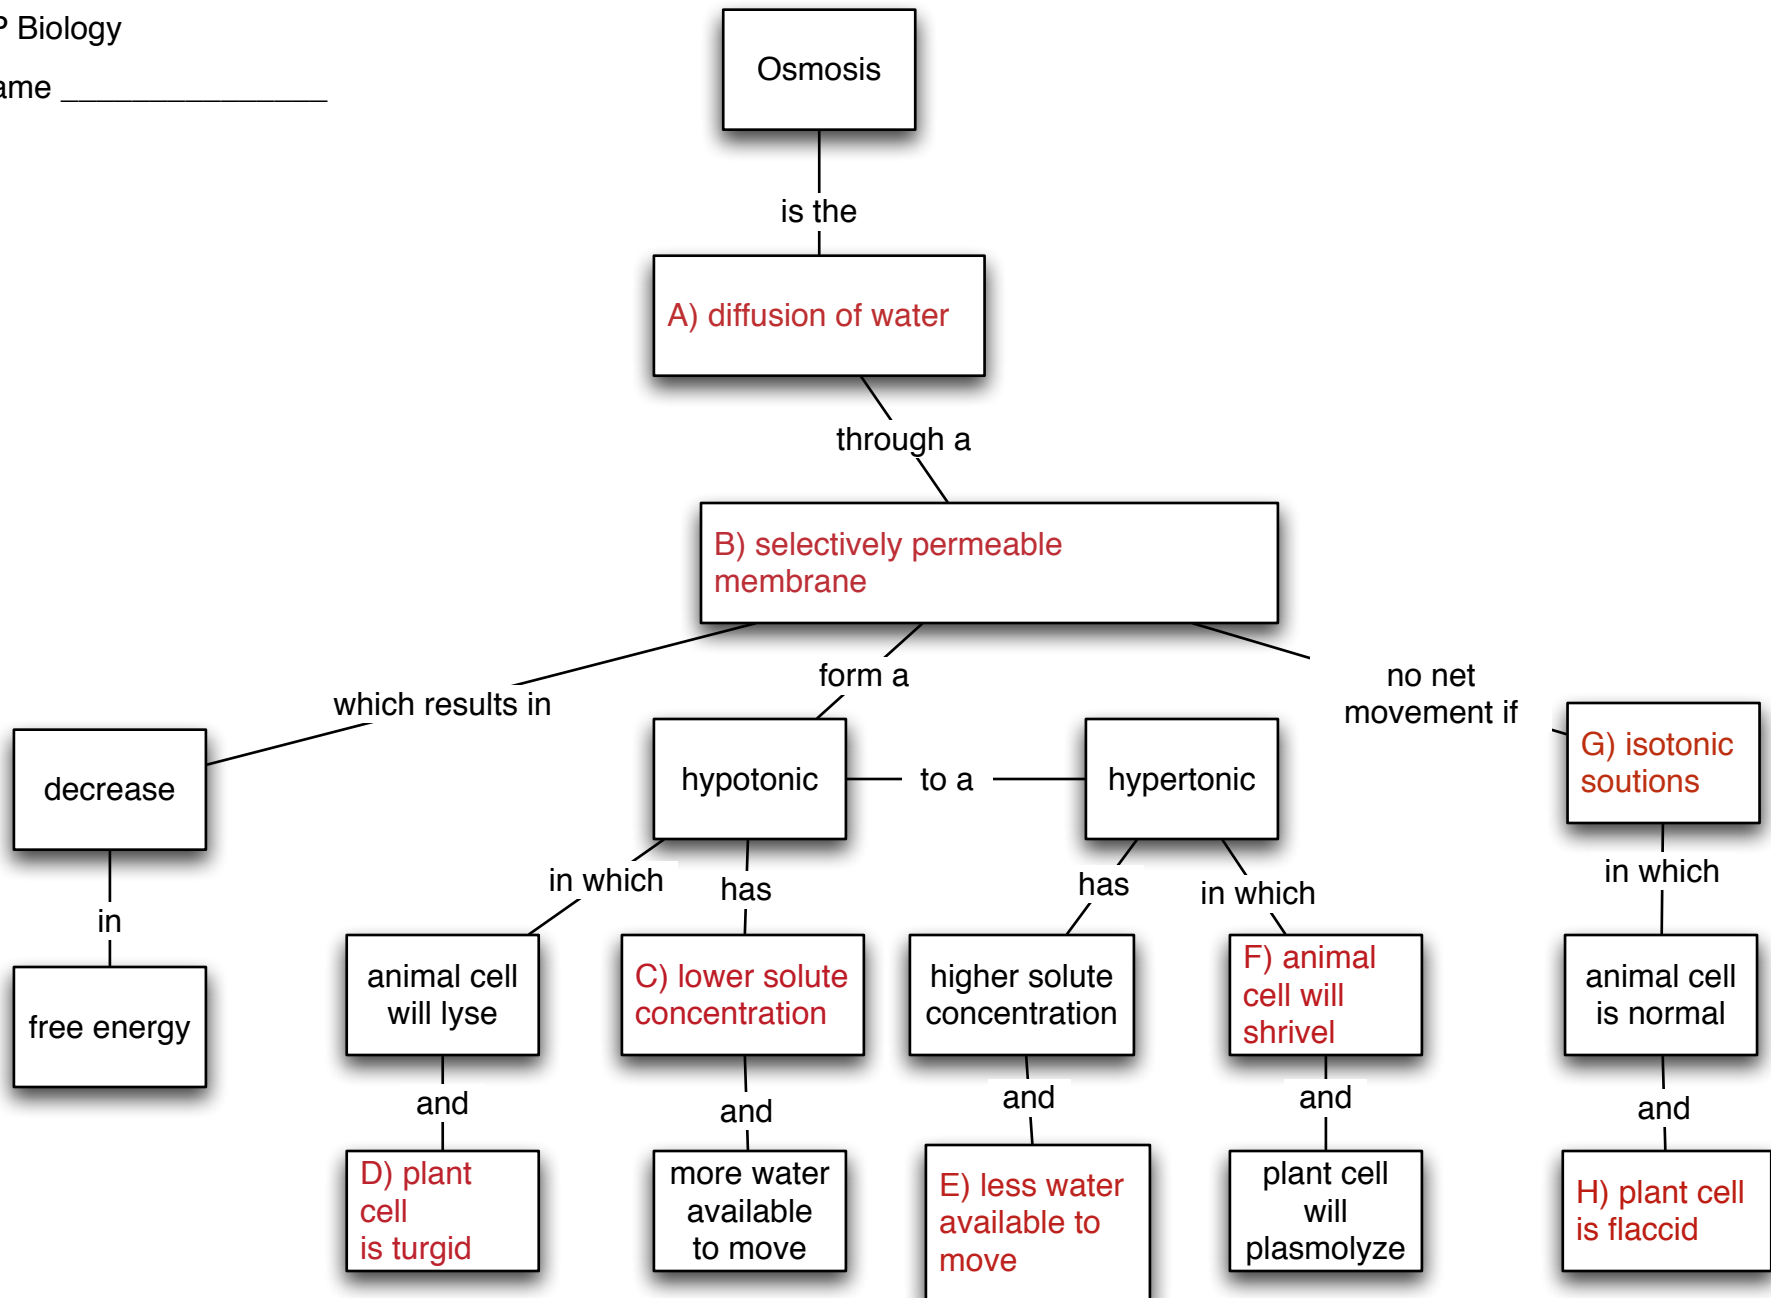 P Biology
ame _______________
Osmosis
is the
A) diffusion of water
through a
B) selectively permeable
membrane
which results in
form a
no net
movement if
decrease
hypotonic
to a
hypertonic
G) isotonic
soutions
in
in which
has
has
in which
in which
free energy
animal cell
will lyse
C) lower solute
concentration
higher solute
concentration
F) animal
cell will
shrivel
animal cell
is normal
and
and
and
and
and
D) plant
cell
is turgid
more water
available
to move
E) less water
available to
move
plant cell
will
plasmolyze
H) plant cell
is flaccid